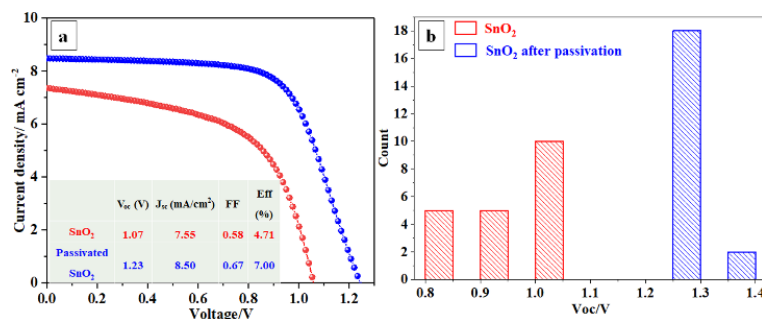 a
Current density/ mA cm⁻²
10
8
6
4
2
0
Voc (V) Jsc (mA/cm²) FF Eff (%)
SnO₂ 1.07 7.55 0.58 4.71
Passivated SnO₂ 1.23 8.50 0.67 7.00
0.0 0.2 0.4 0.6 0.8 1.0 1.2
Voltage/V
b
SnO₂
SnO₂ after passivation
Count
18
16
14
12
10
8
6
4
2
0
0.8 0.9 1.0 1.1 1.2 1.3 1.4
Voc/V